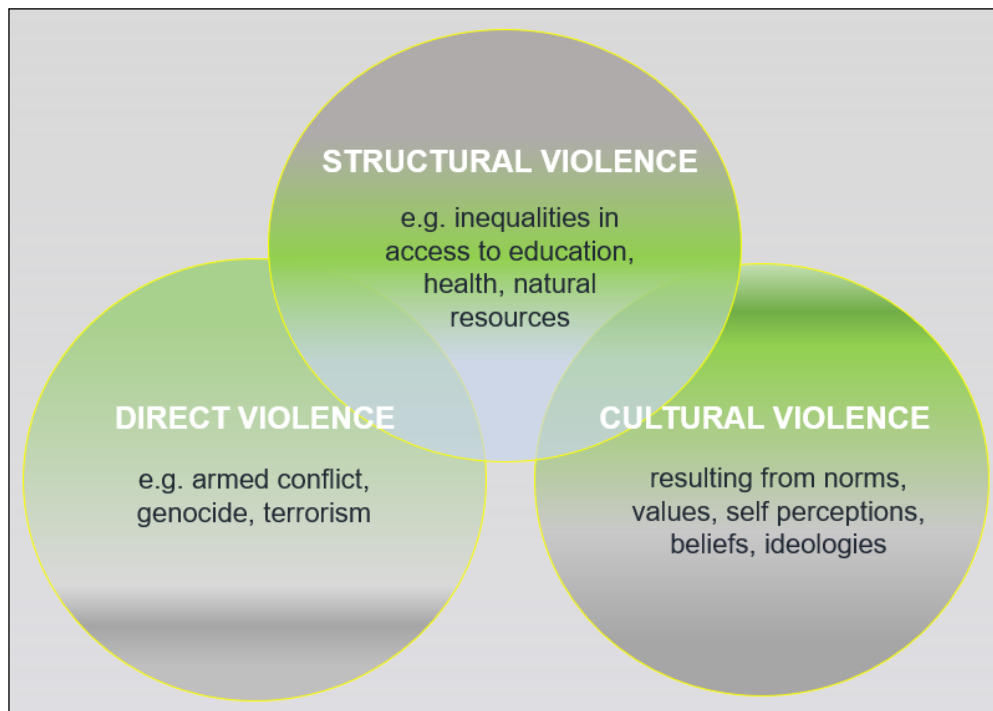 STRUCTURAL VIOLENCE
e.g. inequalities in
access to education,
health, natural
resources
DIRECT VIOLENCE
e.g. armed conflict,
genocide, terrorism
CULTURAL VIOLENCE
resulting from norms,
values, self perceptions,
beliefs, ideologies